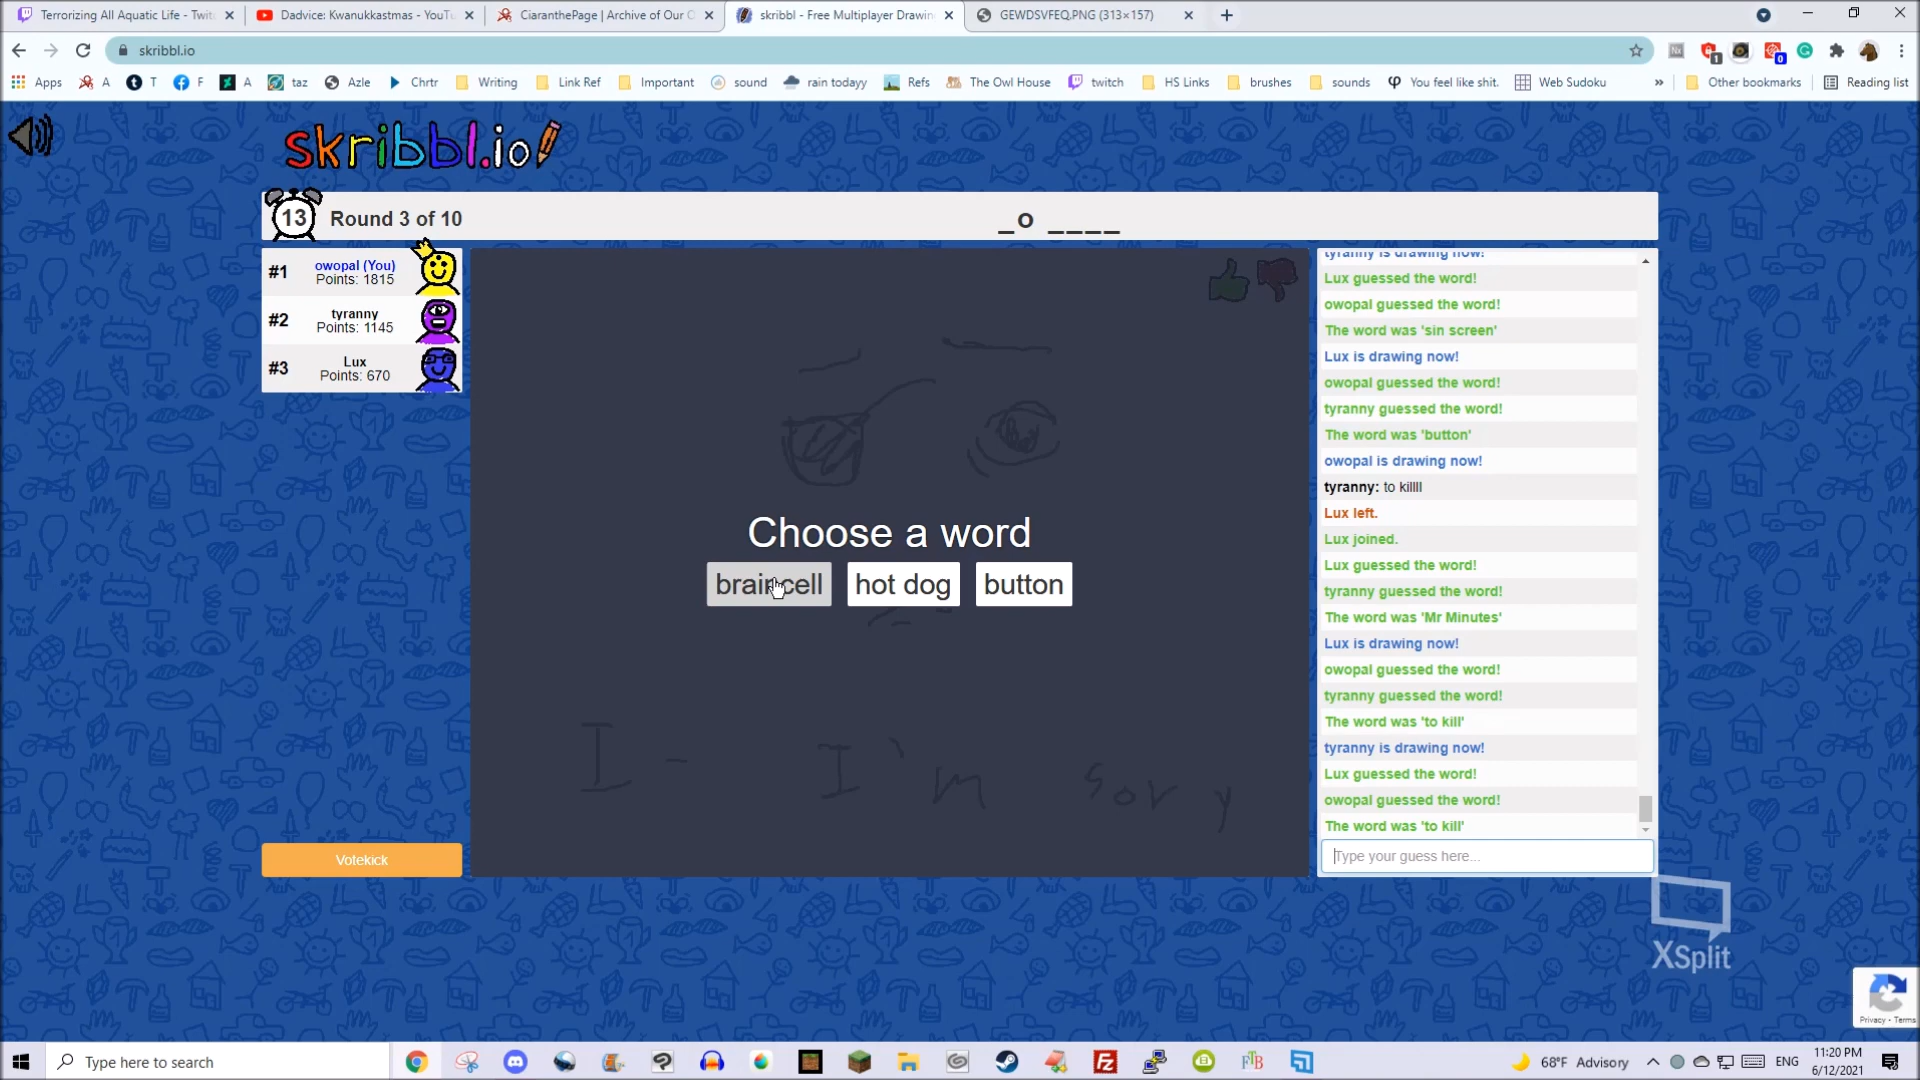 Terrorizing All Aquatic Life - Twit
Dadvice: Kwanukkastmas - YouTu
CiaranthePage | Archive of Our O
skribbl - Free Multiplayer Drawin
GEWDSVFEQ.PNG (313×157)
skribbl.io
Apps
A
T
F
A
taz
Azle
Chrtr
Writing
Link Ref
Important
sound
rain todayy
Refs
The Owl House
twitch
HS Links
brushes
sounds
You feel like shit.
Web Sudoku
»
Other bookmarks
Reading list
skribbl.io
13
Round 3 of 10
_o ____
#1
owopal (You)
Points: 1815
#2
tyranny
Points: 1145
#3
Lux
Points: 670
Votekick
Choose a word
braincell
hot dog
button
I - I'm sorry
tyranny is drawing now!
Lux guessed the word!
owopal guessed the word!
The word was 'sin screen'
Lux is drawing now!
owopal guessed the word!
tyranny guessed the word!
The word was 'button'
owopal is drawing now!
tyranny: to killll
Lux left.
Lux joined.
Lux guessed the word!
tyranny guessed the word!
The word was 'Mr Minutes'
Lux is drawing now!
owopal guessed the word!
tyranny guessed the word!
The word was 'to kill'
tyranny is drawing now!
Lux guessed the word!
owopal guessed the word!
The word was 'to kill'
Type your guess here...
XSplit
Privacy - Terms
Type here to search
68°F Advisory
ENG
11:20 PM
6/12/2021